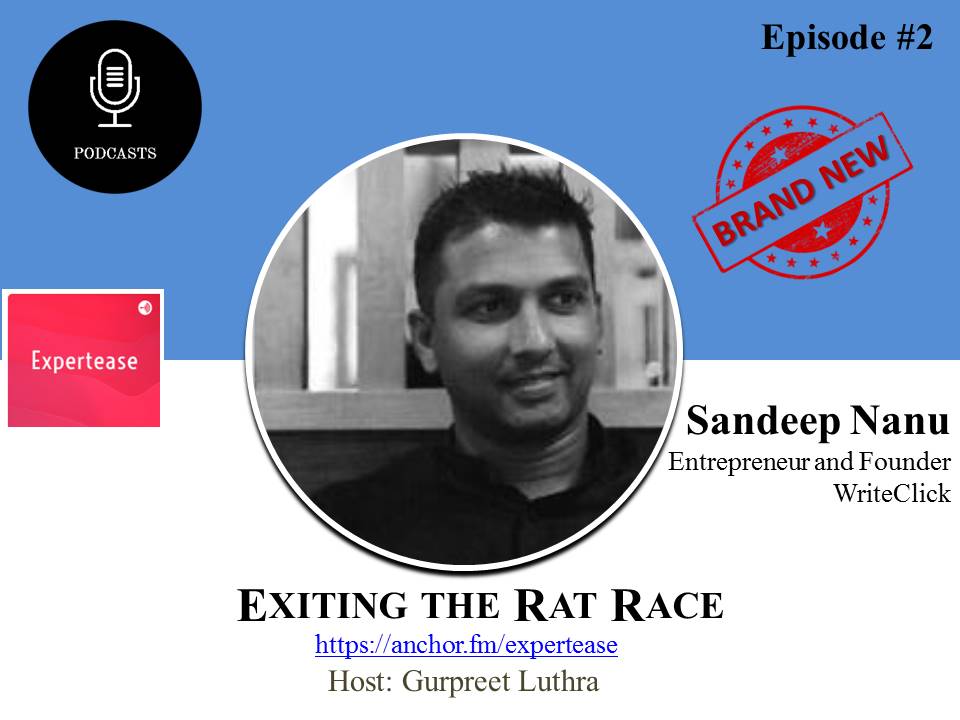 Episode #2
PODCASTS
BRAND NEW
Expertease
Sandeep Nanu
Entrepreneur and Founder
WriteClick
EXITING THE RAT RACE
https://anchor.fm/expertease
Host: Gurpreet Luthra